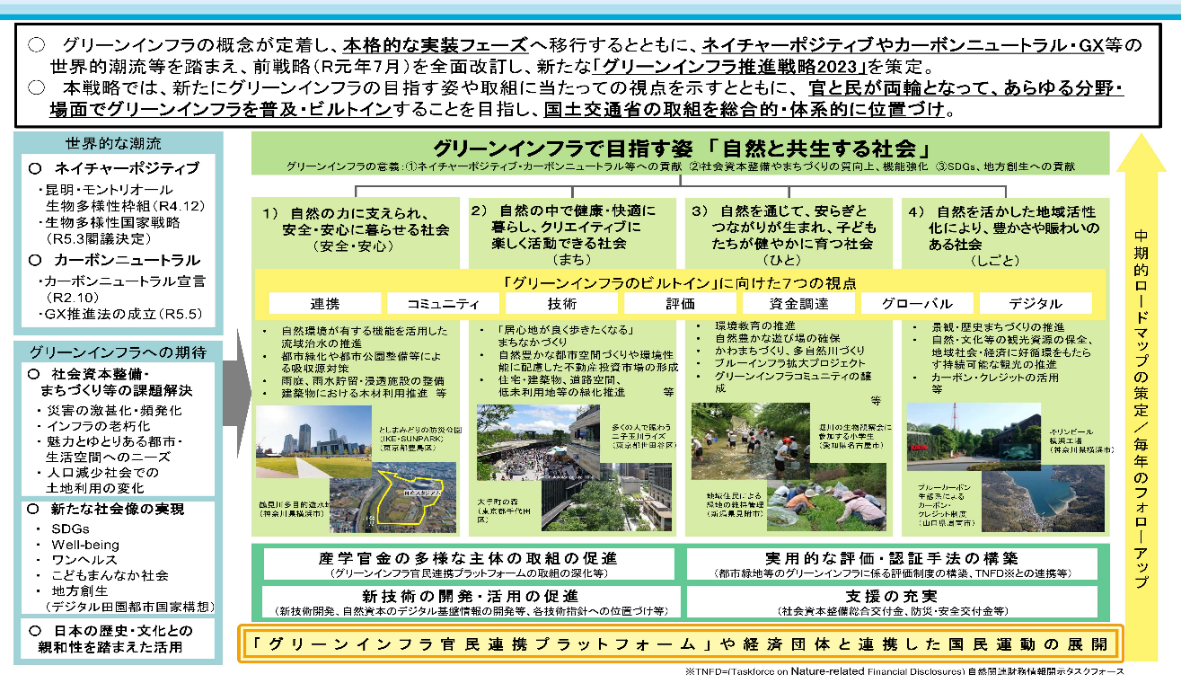 ○ グリーンインフラの概念が定着し、本格的な実装フェーズへ移行するとともに、ネイチャーポジティブやカーボンニュートラル・GX等の
世界的潮流等を踏まえ、前戦略(R元年7月)を全面改訂し、新たな「グリーンインフラ推進戦略2023」を策定。
○ 本戦略では、新たにグリーンインフラの目指す姿や取組に当たっての視点を示すとともに、官と民が両輪となって、あらゆる分野・
場面でグリーンインフラを普及・ビルトインすることを目指し、国土交通省の取組を総合的・体系的に位置づけ。
世界的な潮流
○ ネイチャーポジティブ
・昆明・モントリオール
生物多様性枠組(R4.12)
・生物多様性国家戦略
(R5.3閣議決定)
○ カーボンニュートラル
・カーボンニュートラル宣言
(R2.10)
・GX推進法の成立(R5.5)
グリーンインフラへの期待
○ 社会資本整備・
まちづくり等の課題解決
・災害の激甚化・頻発化
・インフラの老朽化
・魅力とゆとりある都市・
生活空間へのニーズ
・人口減少社会での
土地利用の変化
○ 新たな社会像の実現
・ SDGs
・ Well-being
・ ワンヘルス
・ こどもまんなか社会
・ 地方創生
(デジタル田園都市国家構想)
○ 日本の歴史・文化との
親和性を踏まえた活用
グリーンインフラで目指す姿 「自然と共生する社会」
グリーンインフラの意義:①ネイチャーポジティブ・カーボンニュートラル等への貢献 ②社会資本整備やまちづくりの質向上、機能強化 ③SDGs、地方創生への貢献
1) 自然の力に支えられ、
安全・安心に暮らせる社会
(安全・安心)
2) 自然の中で健康・快適に
暮らし、クリエイティブに
楽しく活動できる社会
(まち)
3) 自然を通じて、安らぎと
つながりが生まれ、子ども
たちが健やかに育つ社会
(ひと)
4) 自然を活かした地域活性
化により、豊かさや賑わいの
ある社会
(しごと)
「グリーンインフラのビルトイン」に向けた7つの視点
連携
コミュニティ
技術
評価
資金調達
グローバル
デジタル
• 自然環境が有する機能を活用した
流域治水の推進
• 都市緑化や都市公園整備等によ
る吸収源対策
• 雨庭、雨水貯留・浸透施設の整備
• 建築物における木材利用推進 等
としまみどりの防災公園
(IKE・SUNPARK)
(東京都豊島区)
鶴見川多目的遊水地
(神奈川県横浜市)
• 「居心地が良く歩きたくなる」
まちなかづくり
• 自然豊かな都市空間づくりや環境性
能に配慮した不動産投資市場の形成
• 住宅・建築物、道路空間、
低未利用地等の緑化推進 等
多くの人で賑わう
二子玉川ライズ
(東京都世田谷区)
大手町の森
(東京都千代田
区)
• 環境教育の推進
• 自然豊かな遊び場の確保
• かわまちづくり、多自然川づくり
• ブルーインフラ拡大プロジェクト
• グリーンインフラコミュニティの醸
成
等
堀川の生物観察会に
参加する小学生
(愛知県名古屋市)
地域住民による
緑地の維持管理
(新潟県見附市)
• 景観・歴史まちづくりの推進
• 自然・文化等の観光資源の保全、
地域社会・経済に好循環をもたら
す持続可能な観光の推進
• カーボン・クレジットの活用
等
キリンビール
横浜工場
(神奈川県横浜市)
ブルーカーボン
生態系による
カーボン・
クレジット制度
(山口県周南市)
産学官金の多様な主体の取組の促進
(グリーンインフラ官民連携プラットフォームの取組の深化等)
実用的な評価・認証手法の構築
(都市緑地等のグリーンインフラに係る評価制度の構築、TNFD※との連携等)
新技術の開発・活用の促進
(新技術開発、自然資本のデジタル基盤情報の開発等、各技術指針への位置づけ等)
支援の充実
(社会資本整備総合交付金、防災・安全交付金等)
「グリーンインフラ官民連携プラットフォーム」や経済団体と連携した国民運動の展開
中期的ロードマップの策定/毎年のフォローアップ
※TNFD=(Taskforce on Nature-related Financial Disclosures) 自然関連財務情報開示タスクフォース